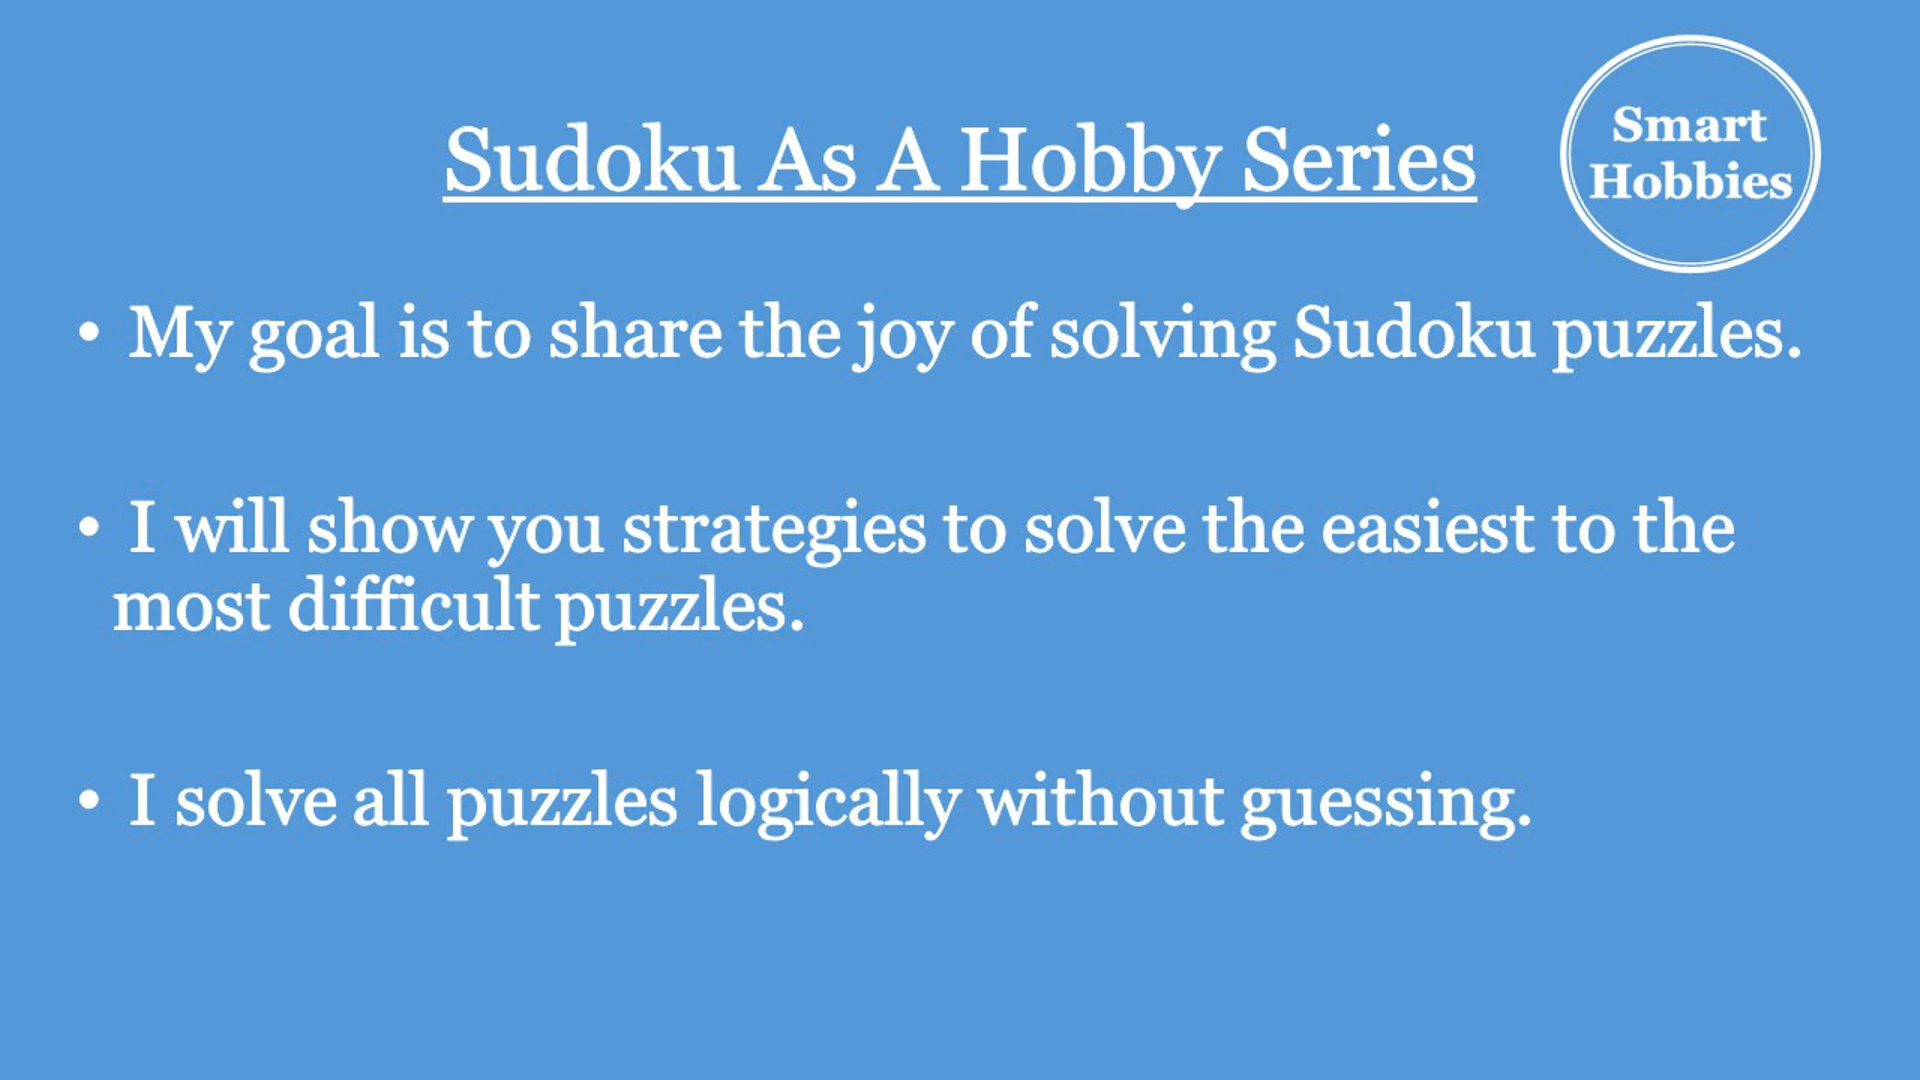 Sudoku As A Hobby Series
Smart
Hobbies
• My goal is to share the joy of solving Sudoku puzzles.
• I will show you strategies to solve the easiest to the
most difficult puzzles.
• I solve all puzzles logically without guessing.